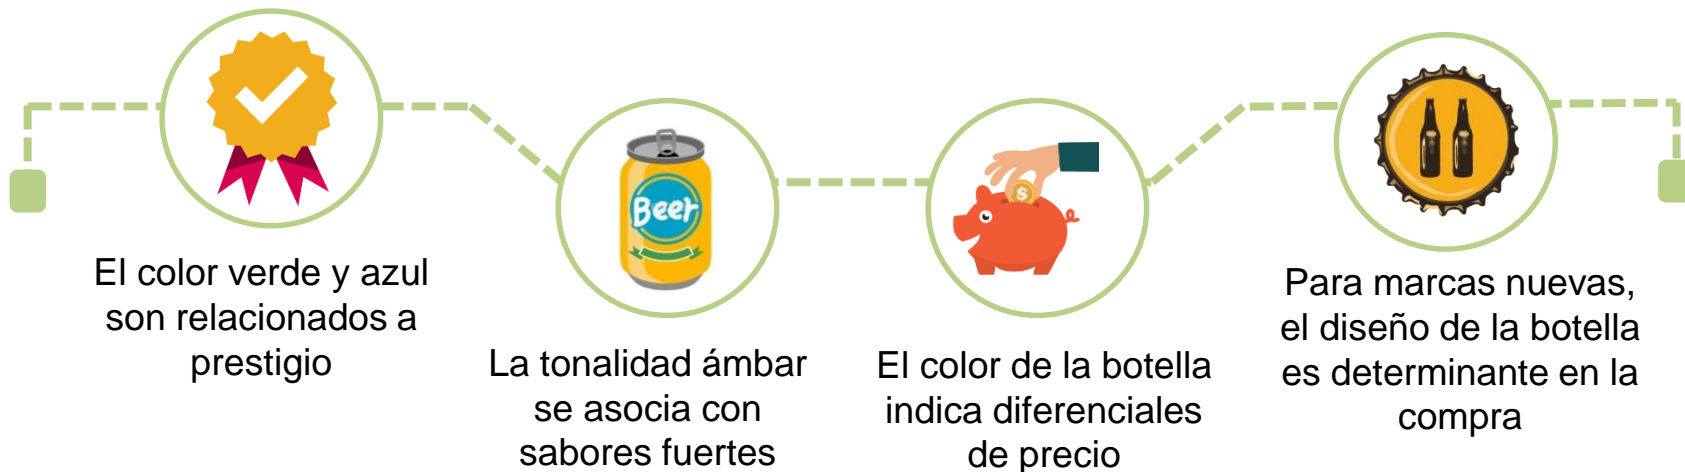 El color verde y azul
son relacionados a
prestigio
Beer
La tonalidad ámbar
se asocia con
sabores fuertes
$
El color de la botella
indica diferenciales
de precio
Para marcas nuevas,
el diseño de la botella
es determinante en la
compra